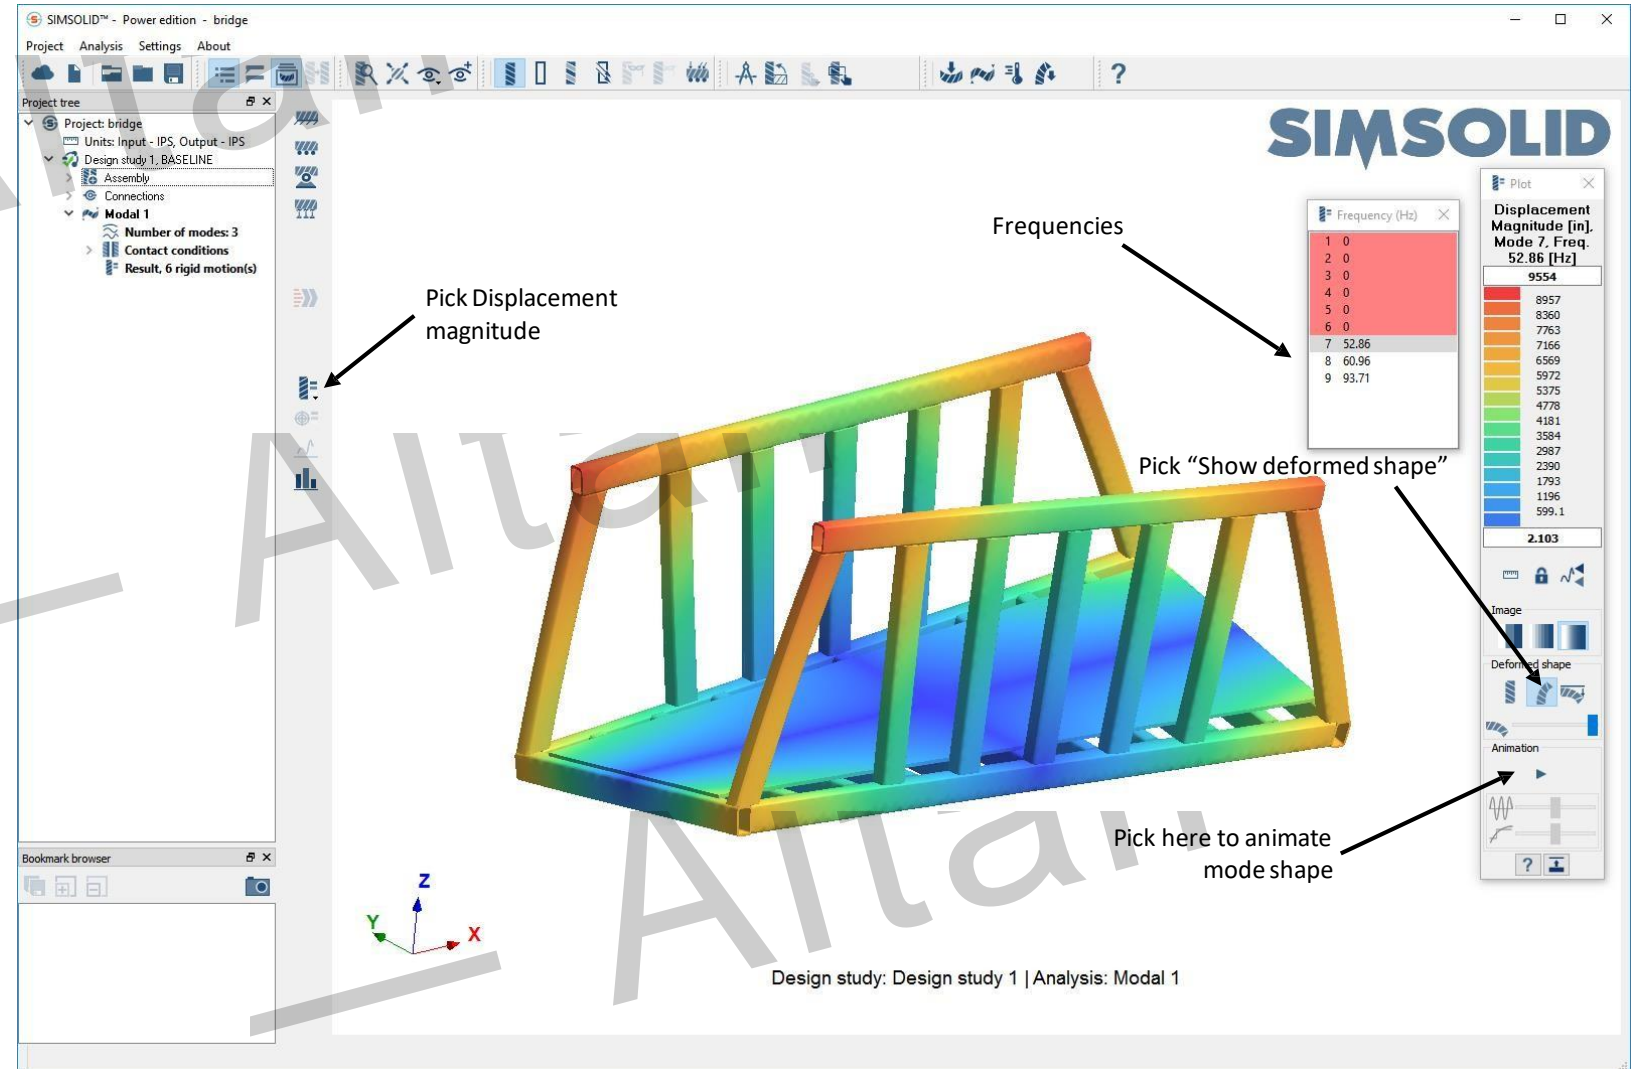 SIMSOLID™ - Power edition - bridge
Project Analysis Settings About
Project tree
Project: bridge
Units: Input - IPS, Output - IPS
Design study 1, BASELINE
Assembly
Connections
Modal 1
Number of modes: 3
Contact conditions
Result, 6 rigid motion(s)
Bookmark browser
SIMSOLID
Frequencies
Pick Displacement
magnitude
Frequency (Hz)
1 0
2 0
3 0
4 0
5 0
6 0
7 52.86
8 60.96
9 93.71
Pick “Show deformed shape”
Pick here to animate
mode shape
Plot
Displacement
Magnitude [in],
Mode 7, Freq.
52.86 [Hz]
9554
8957
8360
7763
7166
6569
5972
5375
4778
4181
3584
2987
2390
1793
1196
599.1
2.103
Image
Deformed shape
Animation
Z
Y
X
Design study: Design study 1 | Analysis: Modal 1